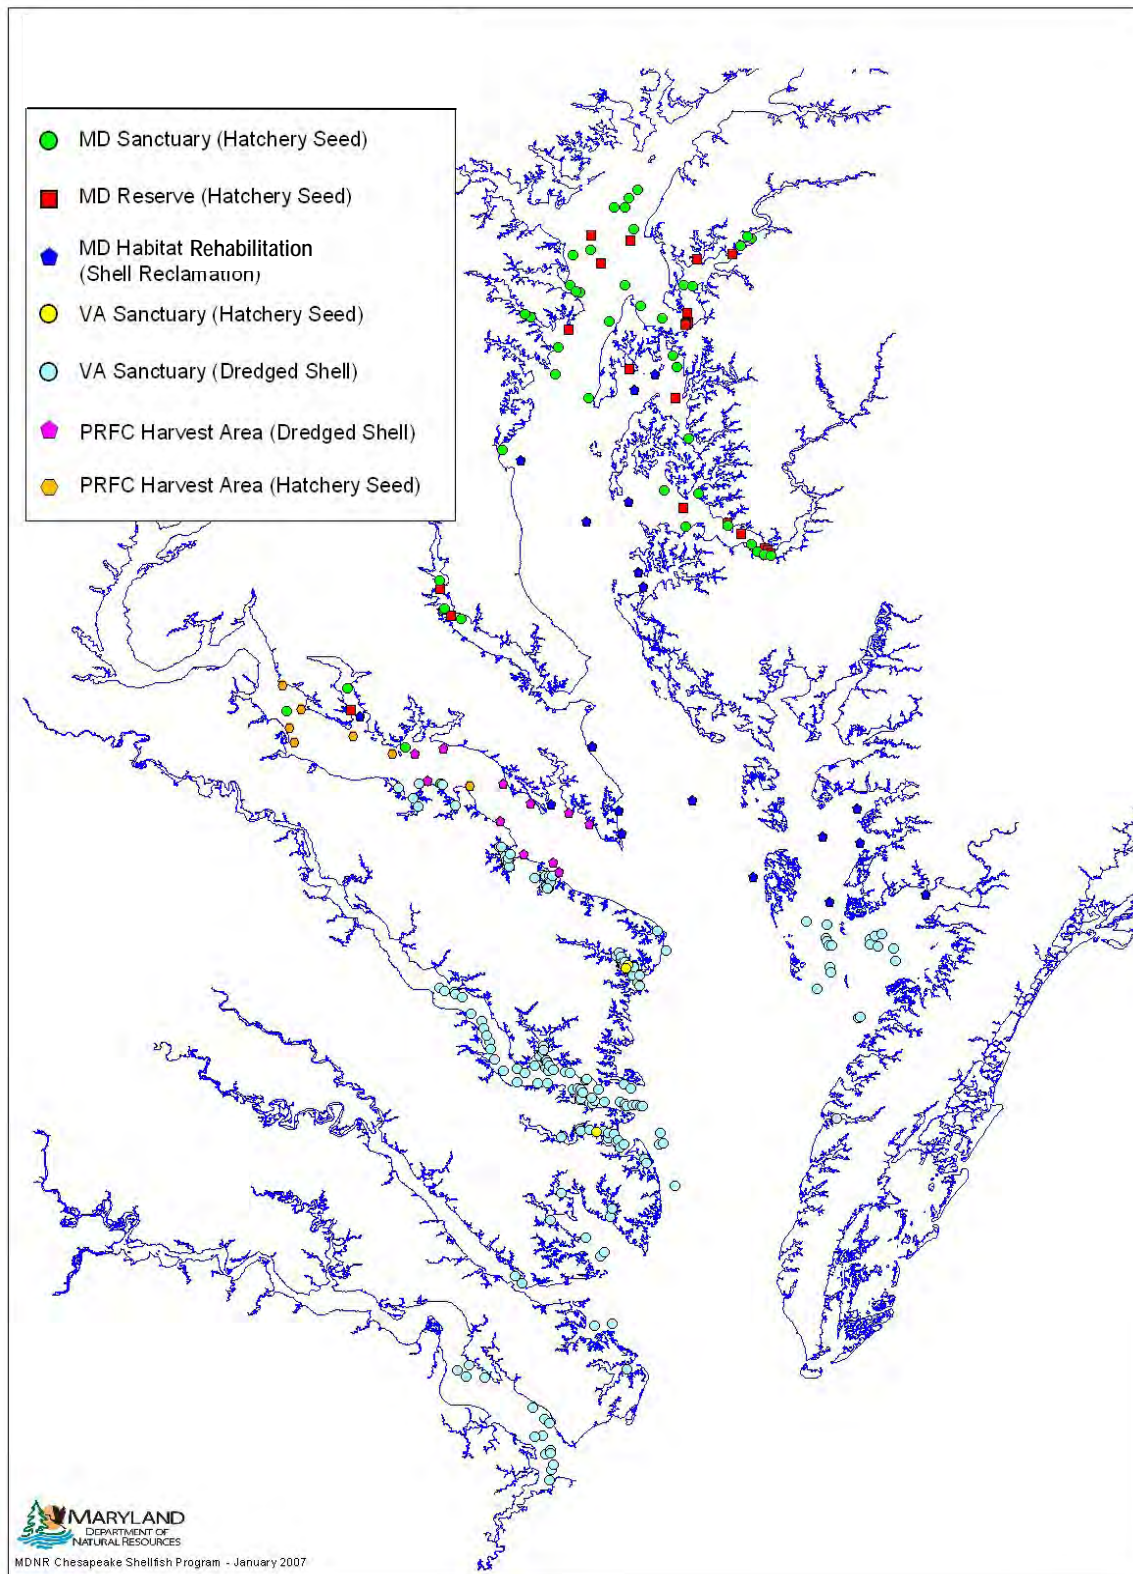 MD Sanctuary (Hatchery Seed)
MD Reserve (Hatchery Seed)
MD Habitat Rehabilitation
(Shell Reclamation)
VA Sanctuary (Hatchery Seed)
VA Sanctuary (Dredged Shell)
PRFC Harvest Area (Dredged Shell)
PRFC Harvest Area (Hatchery Seed)
MARYLAND
DEPARTMENT OF
NATURAL RESOURCES
MDNR Chesapeake Shellfish Program - January 2007